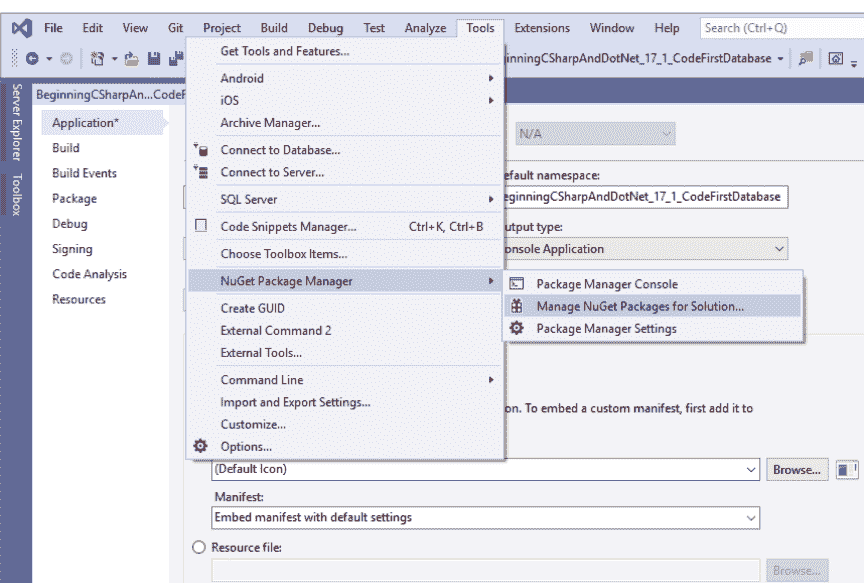 File Edit View Git Project Build Debug Test Analyze Tools Extensions Window Help Search (Ctrl+Q)
inningCSharpAndDotNet_17_1_CodeFirstDatabase
Server Explorer
Toolbox
BeginningCSharpAn...CodeF
Application*
Build
Build Events
Package
Debug
Signing
Code Analysis
Resources
Get Tools and Features...
Android
iOS
Archive Manager...
Connect to Database...
Connect to Server...
SQL Server
Code Snippets Manager... Ctrl+K, Ctrl+B
Choose Toolbox Items...
NuGet Package Manager
Create GUID
External Command 2
External Tools...
Command Line
Import and Export Settings...
Customize...
Options...
Package Manager Console
Manage NuGet Packages for Solution...
Package Manager Settings
N/A
efault namespace:
eginningCSharpAndDotNet_17_1_CodeFirstDatabase
utput type:
onsole Application
on. To embed a custom manifest, first add it to
(Default Icon)
Browse...
Manifest:
Embed manifest with default settings
Resource file:
Browse...